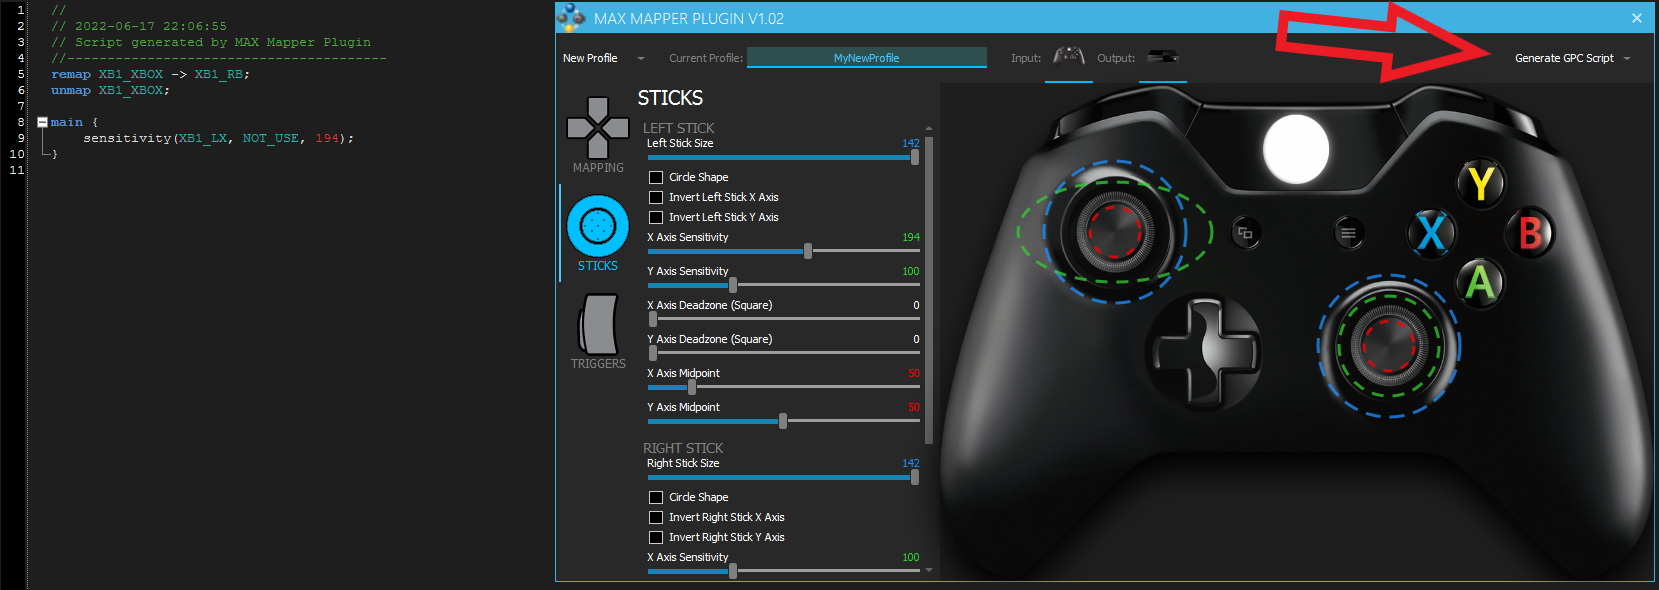 1 //
2 // 2022-06-17 22:06:55
3 // Script generated by MAX Mapper Plugin
4 //----------------------------------------
5 remap XB1_XBOX -> XB1_RB;
6 unmap XB1_XBOX;
7
8 main {
9 sensitivity(XB1_LX, NOT_USE, 194);
10 }
11
MAX MAPPER PLUGIN V1.02
New Profile Current Profile: MyNewProfile Input: Output: Generate GPC Script
MAPPING
STICKS
TRIGGERS
STICKS
LEFT STICK
Left Stick Size 142
Circle Shape
Invert Left Stick X Axis
Invert Left Stick Y Axis
X Axis Sensitivity 194
Y Axis Sensitivity 100
X Axis Deadzone (Square) 0
Y Axis Deadzone (Square) 0
X Axis Midpoint 50
Y Axis Midpoint 50
RIGHT STICK
Right Stick Size 142
Circle Shape
Invert Right Stick X Axis
Invert Right Stick Y Axis
X Axis Sensitivity 100
Y
X B
A